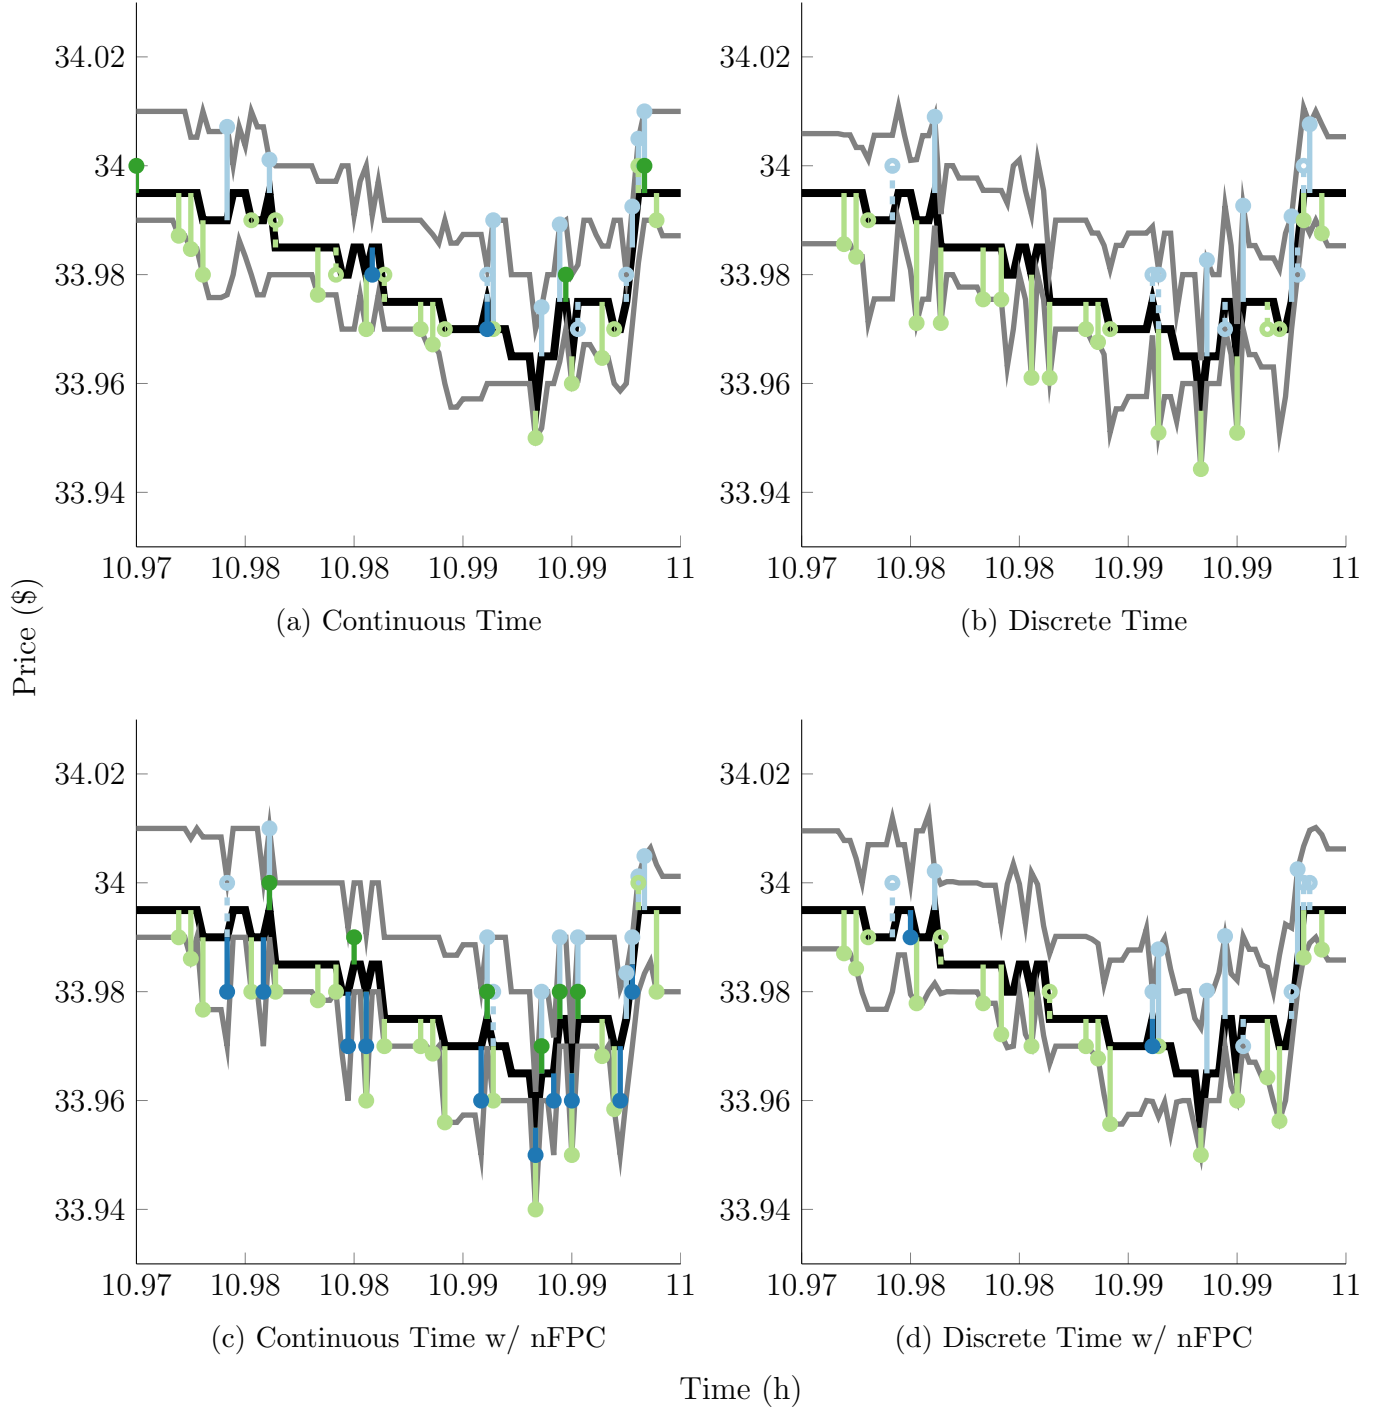 34.02
34
33.98
33.96
33.94
10.97 10.98 10.98 10.99 10.99 11
(a) Continuous Time
34.02
34
33.98
33.96
33.94
10.97 10.98 10.98 10.99 10.99 11
(b) Discrete Time
Price ($)
34.02
34
33.98
33.96
33.94
10.97 10.98 10.98 10.99 10.99 11
(c) Continuous Time w/ nFPC
34.02
34
33.98
33.96
33.94
10.97 10.98 10.98 10.99 10.99 11
(d) Discrete Time w/ nFPC
Time (h)